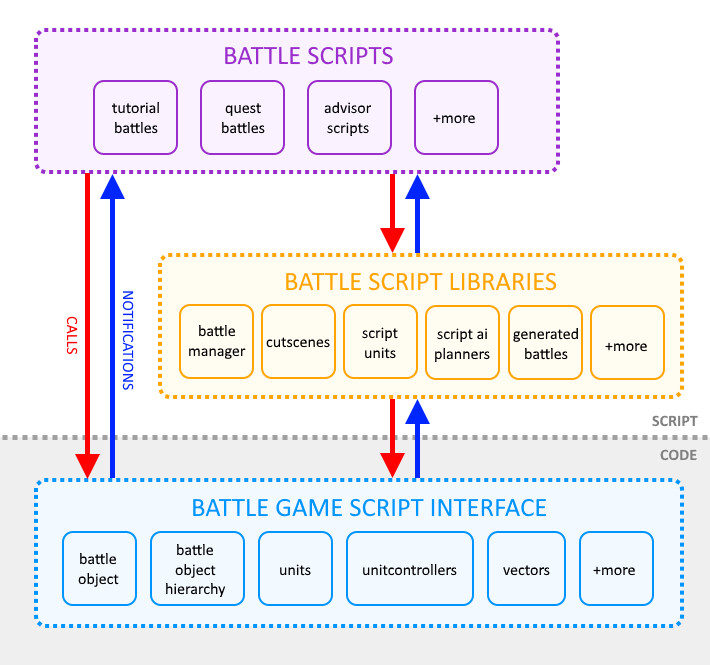 BATTLE SCRIPTS
tutorial
battles
quest
battles
advisor
scripts
+more
CALLS
NOTIFICATIONS
BATTLE SCRIPT LIBRARIES
battle
manager
cutscenes
script
units
script ai
planners
generated
battles
+more
SCRIPT
CODE
BATTLE GAME SCRIPT INTERFACE
battle
object
battle
object
hierarchy
units
unitcontrollers
vectors
+more